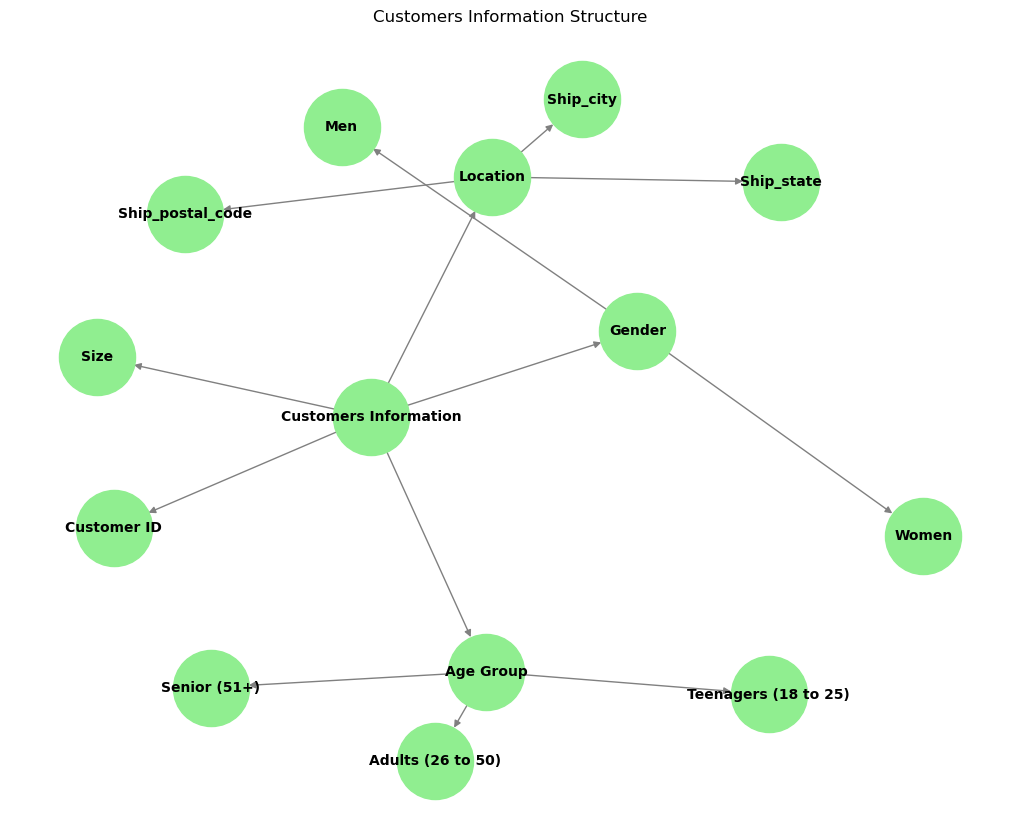 Customers Information Structure
Ship_city
Men
Location
Ship_state
Ship_postal_code
Gender
Size
Customers Information
Customer ID
Women
Age Group
Senior (51+)
Teenagers (18 to 25)
Adults (26 to 50)